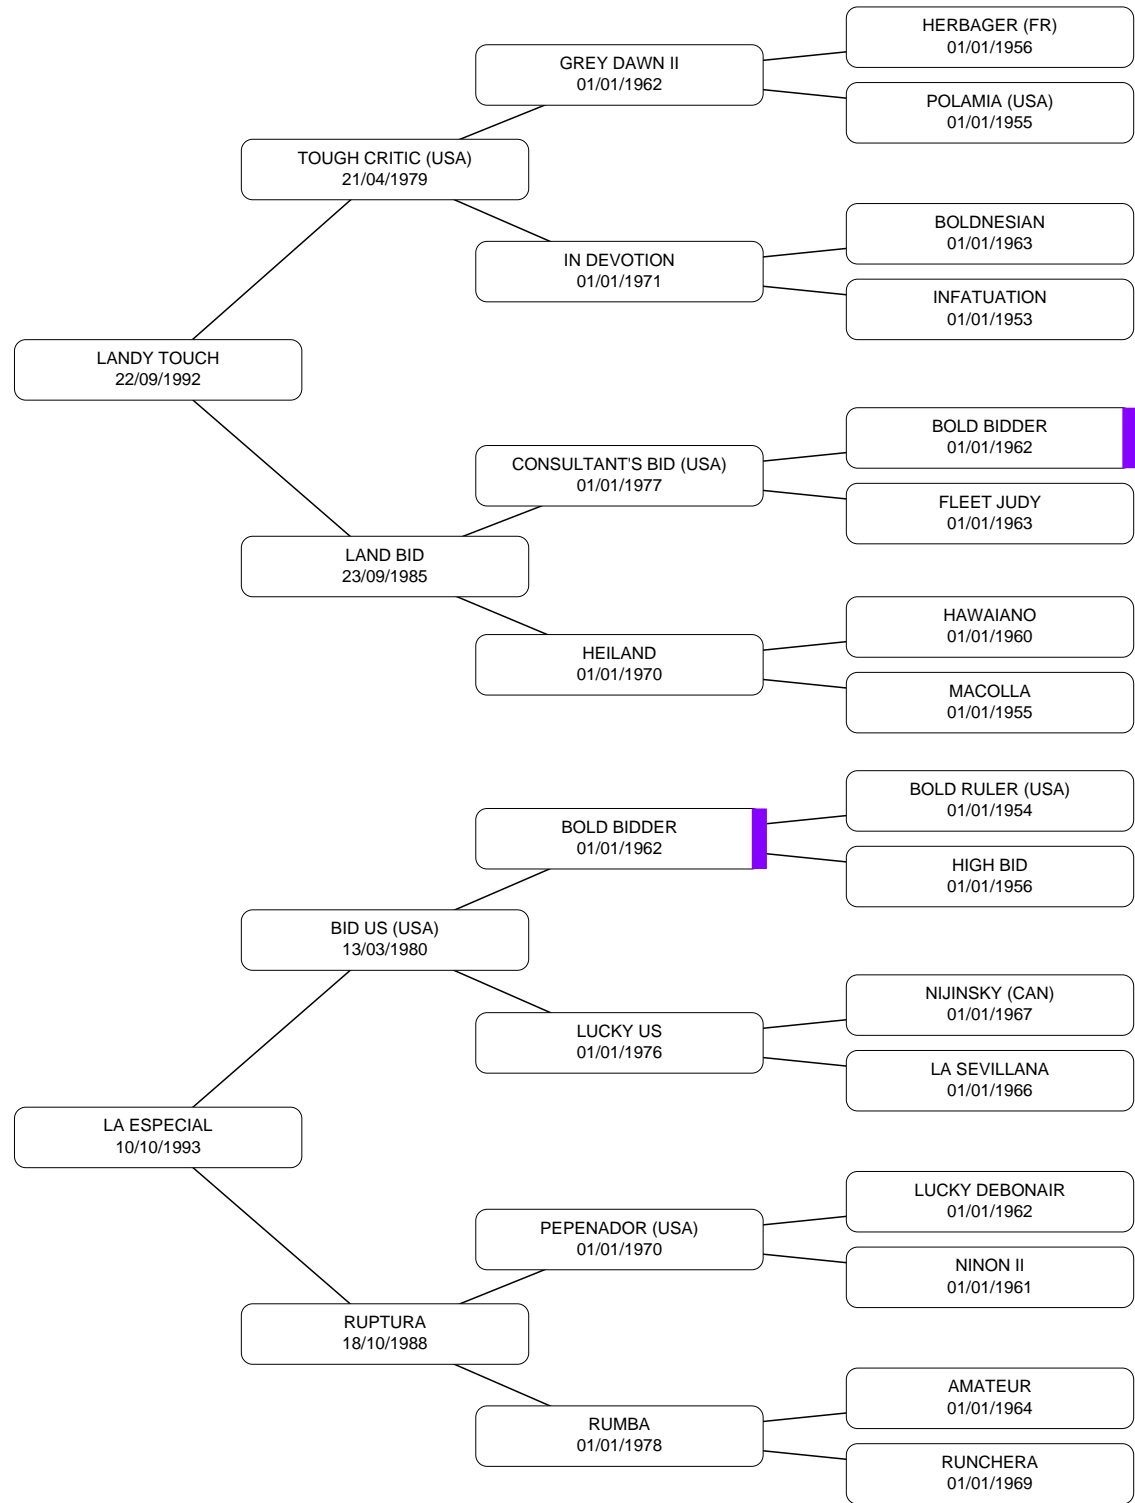 HERBAGER (FR)
01/01/1956
GREY DAWN II
01/01/1962
POLAMIA (USA)
01/01/1955
TOUGH CRITIC (USA)
21/04/1979
BOLDNESIAN
01/01/1963
IN DEVOTION
01/01/1971
INFATUATION
01/01/1953
LANDY TOUCH
22/09/1992
BOLD BIDDER
01/01/1962
CONSULTANT'S BID (USA)
01/01/1977
FLEET JUDY
01/01/1963
LAND BID
23/09/1985
HAWAIANO
01/01/1960
HEILAND
01/01/1970
MACOLLA
01/01/1955
BOLD RULER (USA)
01/01/1954
BOLD BIDDER
01/01/1962
HIGH BID
01/01/1956
BID US (USA)
13/03/1980
NIJINSKY (CAN)
01/01/1967
LUCKY US
01/01/1976
LA SEVILLANA
01/01/1966
LA ESPECIAL
10/10/1993
LUCKY DEBONAIR
01/01/1962
PEPENADOR (USA)
01/01/1970
NINON II
01/01/1961
RUPTURA
18/10/1988
AMATEUR
01/01/1964
RUMBA
01/01/1978
RUNCHERA
01/01/1969